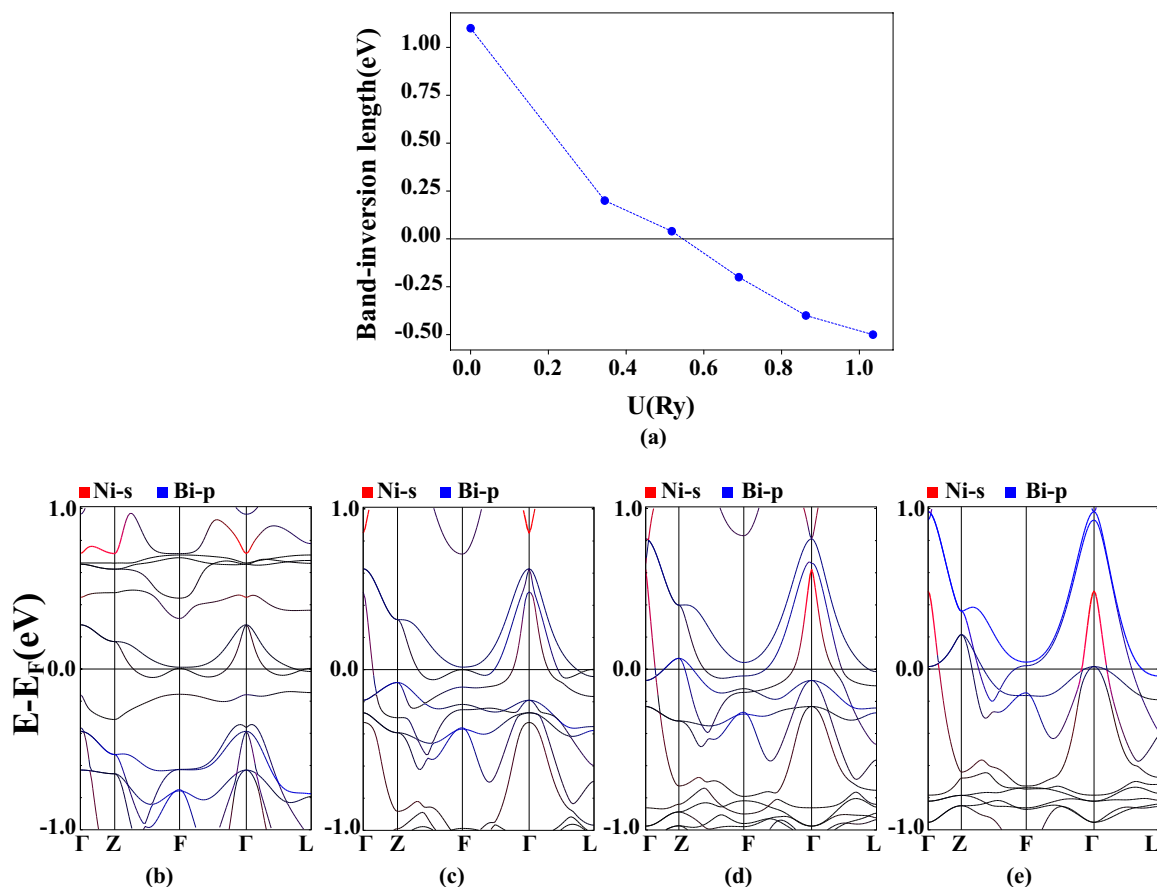 1.00
0.75
0.50
0.25
0.00
-0.25
-0.50
Band-inversion length(eV)
0.0 0.2 0.4 0.6 0.8 1.0
U(Ry)
(a)
Ni-s Bi-p
Ni-s Bi-p
Ni-s Bi-p
Ni-s Bi-p
1.0 1.0 1.0 1.0
0.0 0.0 0.0 0.0
-1.0 -1.0 -1.0 -1.0
E-E_F(eV)
Γ Z F Γ L
Γ Z F Γ L
Γ Z F Γ L
Γ Z F Γ L
(b) (c) (d) (e)